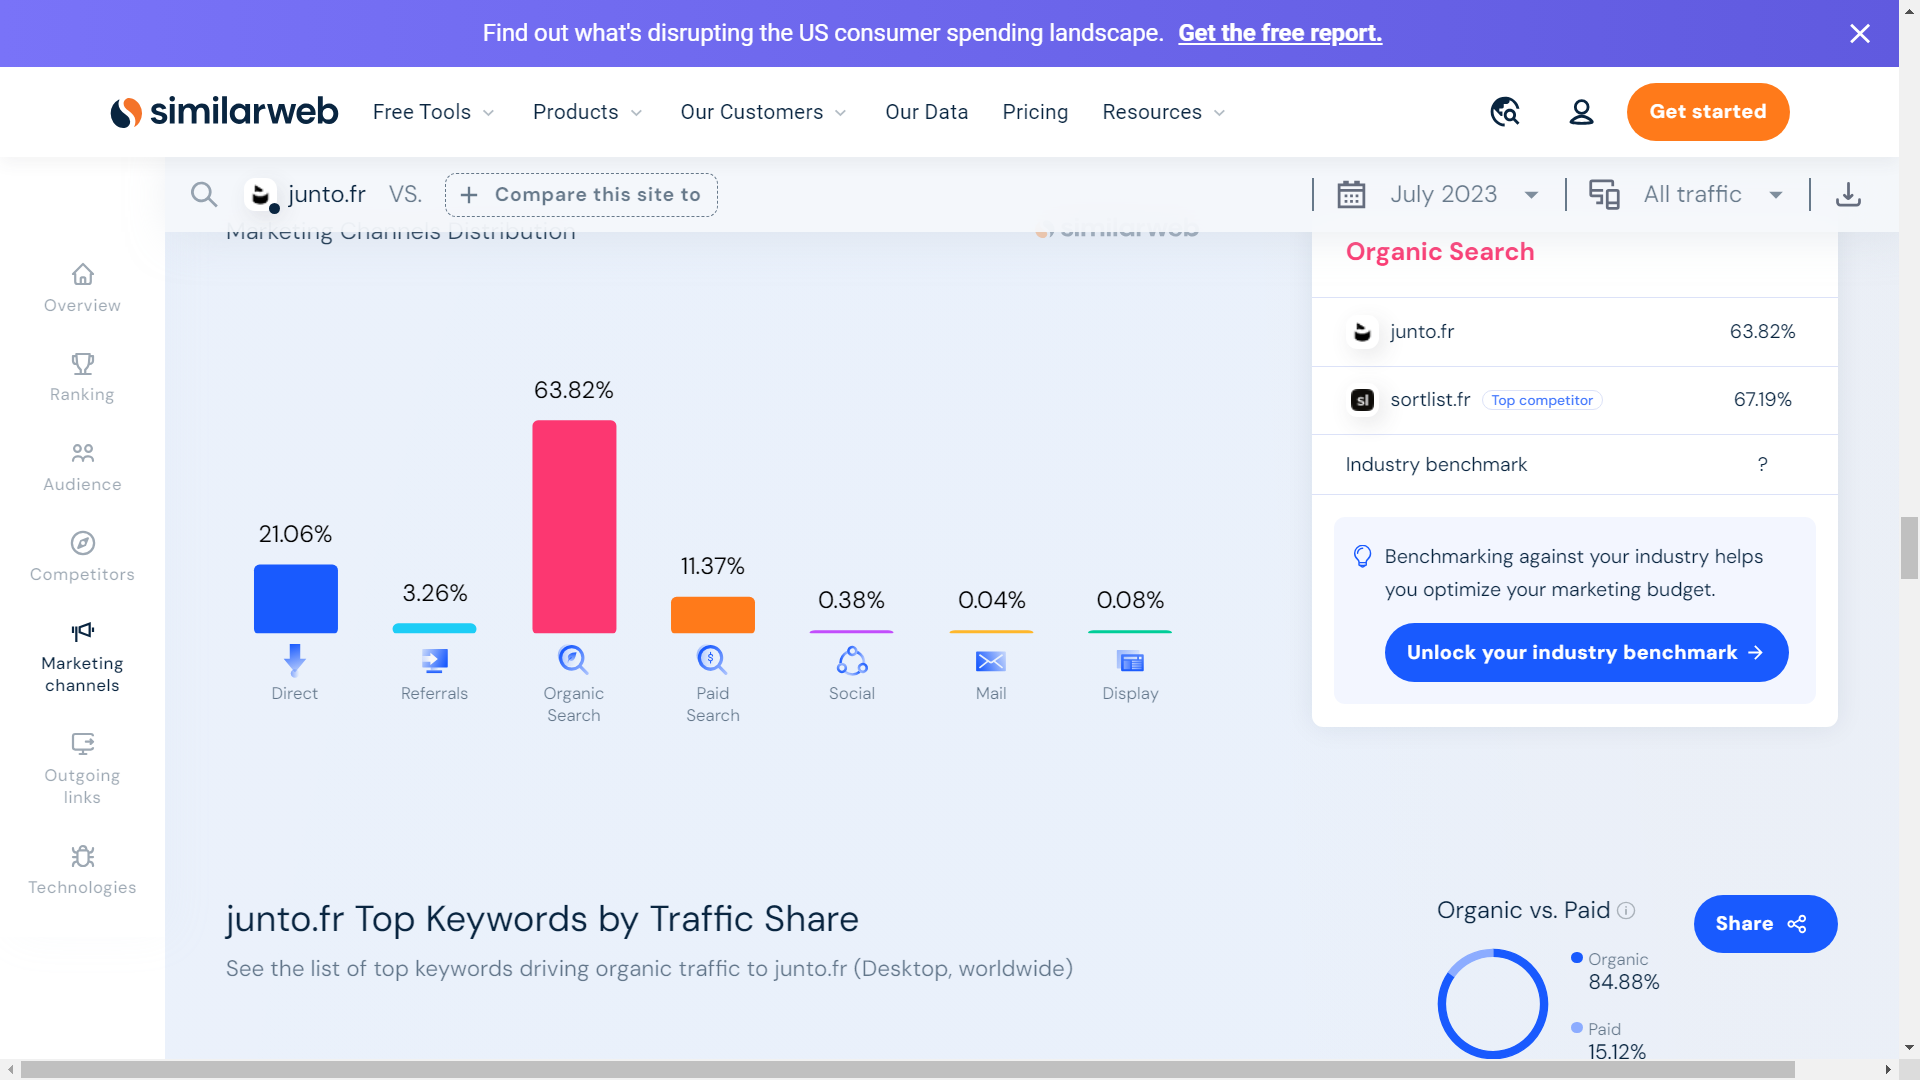 Find out what's disrupting the US consumer spending landscape. Get the free report.
similarweb
Free Tools
Products
Our Customers
Our Data
Pricing
Resources
Get started
junto.fr VS. + Compare this site to
July 2023
All traffic
Marketing Channels Distribution
similarweb
Overview
Ranking
Audience
Competitors
Marketing
channels
Outgoing
links
Technologies
21.06%
3.26%
63.82%
11.37%
0.38%
0.04%
0.08%
Direct
Referrals
Organic
Search
Paid
Search
Social
Mail
Display
Organic Search
junto.fr 63.82%
sl sortlist.fr Top competitor 67.19%
Industry benchmark ?
Benchmarking against your industry helps
you optimize your marketing budget.
Unlock your industry benchmark →
junto.fr Top Keywords by Traffic Share
See the list of top keywords driving organic traffic to junto.fr (Desktop, worldwide)
Organic vs. Paid
Share
Organic
84.88%
Paid
15.12%